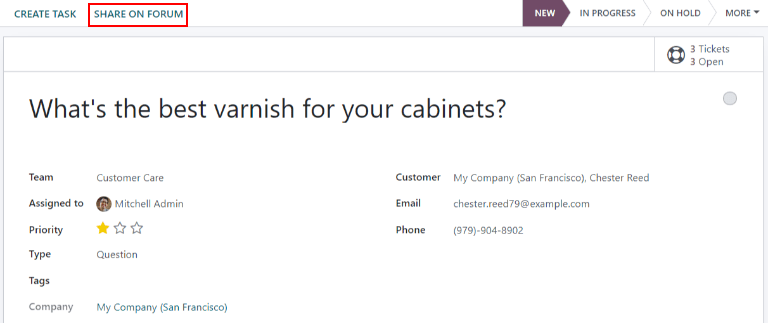 CREATE TASK SHARE ON FORUM NEW IN PROGRESS ON HOLD MORE
3 Tickets
3 Open
What's the best varnish for your cabinets?
Team Customer Care
Customer My Company (San Francisco), Chester Reed
Assigned to Mitchell Admin
Email chester.reed79@example.com
Priority
Phone (979)-904-8902
Type Question
Tags
Company My Company (San Francisco)